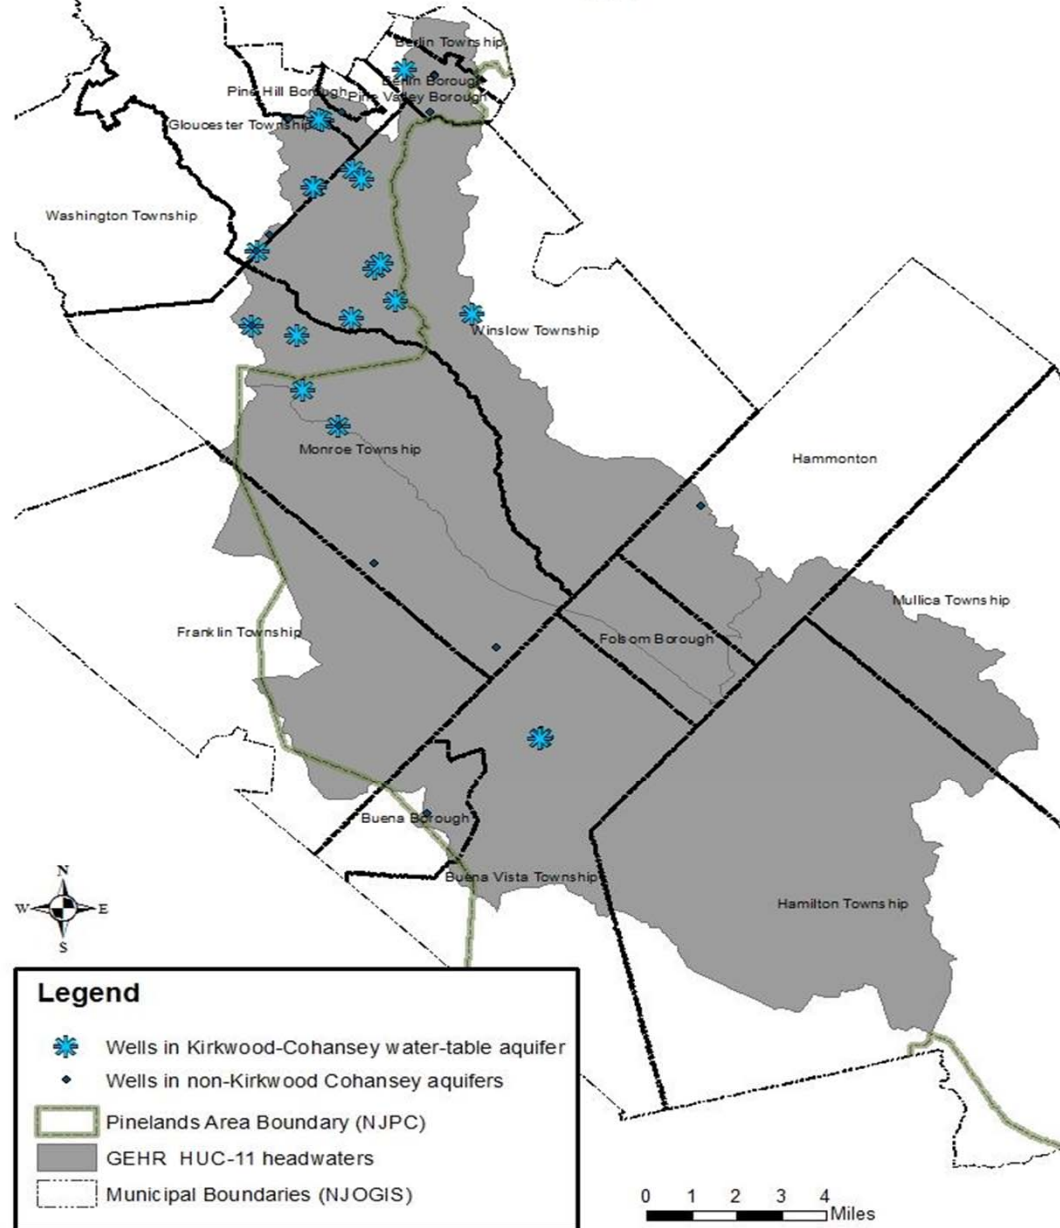 Berlin Township
Berlin Borough
Pine Hill Borough
Pine Valley Borough
Gloucester Township
Washington Township
Winslow Township
Monroe Township
Hammonton
Mullica Township
Franklin Township
Folsom Borough
Buena Borough
Buena Vista Township
Hamilton Township
N
W
E
S
Legend
Wells in Kirkwood-Cohansey water-table aquifer
Wells in non-Kirkwood Cohansey aquifers
Pinelands Area Boundary (NJPC)
GEHR HUC-11 headwaters
Municipal Boundaries (NJOGIS)
0 1 2 3 4
Miles